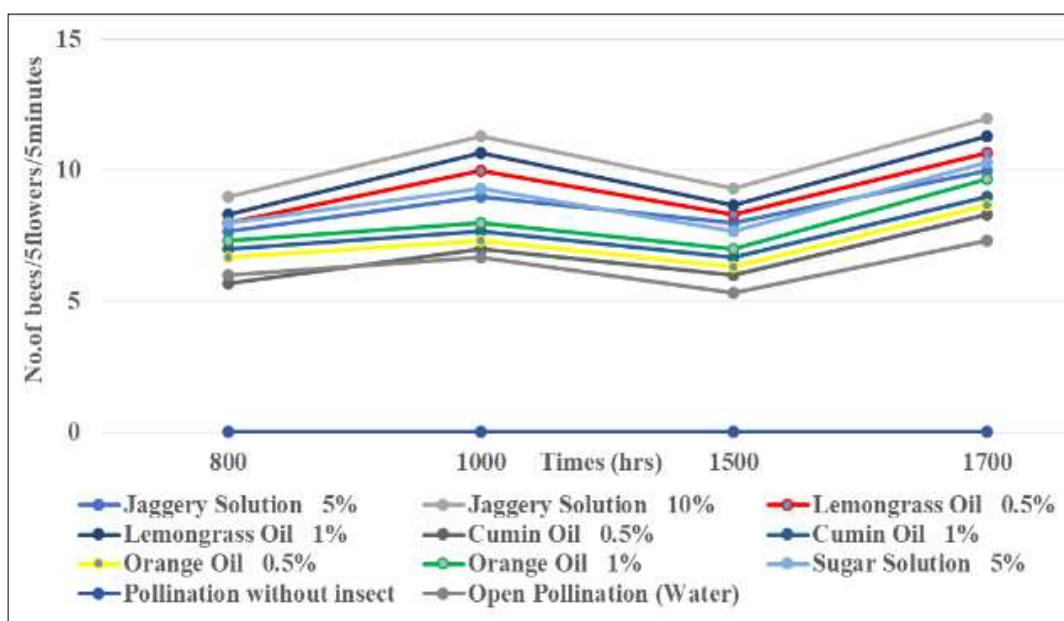 15
10
5
0
No.of bees/5flowers/5minutes
800 1000 Times (hrs) 1500 1700
Jaggery Solution 5% Jaggery Solution 10% Lemongrass Oil 0.5%
Lemongrass Oil 1% Cumin Oil 0.5% Cumin Oil 1%
Orange Oil 0.5% Orange Oil 1% Sugar Solution 5%
Pollination without insect Open Pollination (Water)